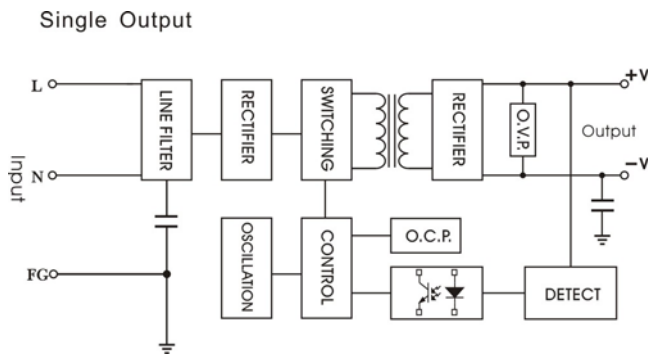 Single Output
L
N
FG
Input
LINE FILTER
RECTIFIER
SWITCHING
RECTIFIER
O.V.P.
+V
Output
-V
OSCILLATION
CONTROL
O.C.P.
DETECT